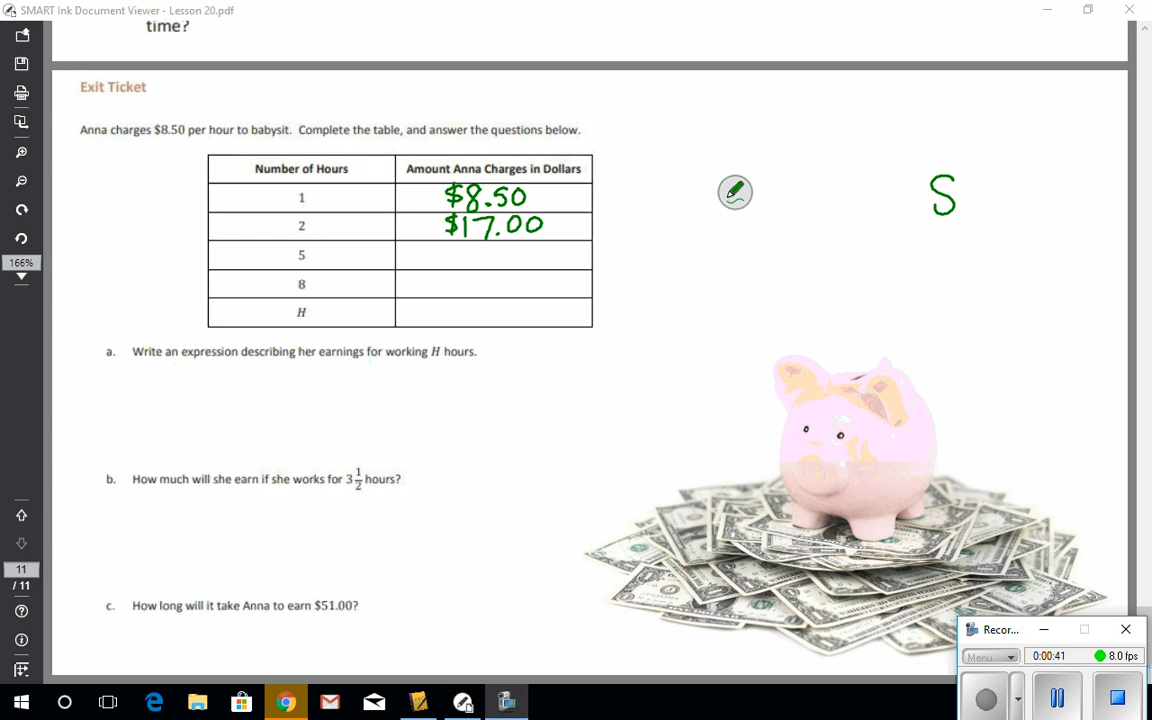 SMART Ink Document Viewer - Lesson 20.pdf
time?
Exit Ticket
Anna charges $8.50 per hour to babysit. Complete the table, and answer the questions below.
Number of Hours Amount Anna Charges in Dollars
1 $8.50
2 $17.00
5
8
H
S
166%
a. Write an expression describing her earnings for working H hours.
b. How much will she earn if she works for 3 1/2 hours?
c. How long will it take Anna to earn $51.00?
11
/ 11
Recor...
Menu 0:00:41 8.0 fps